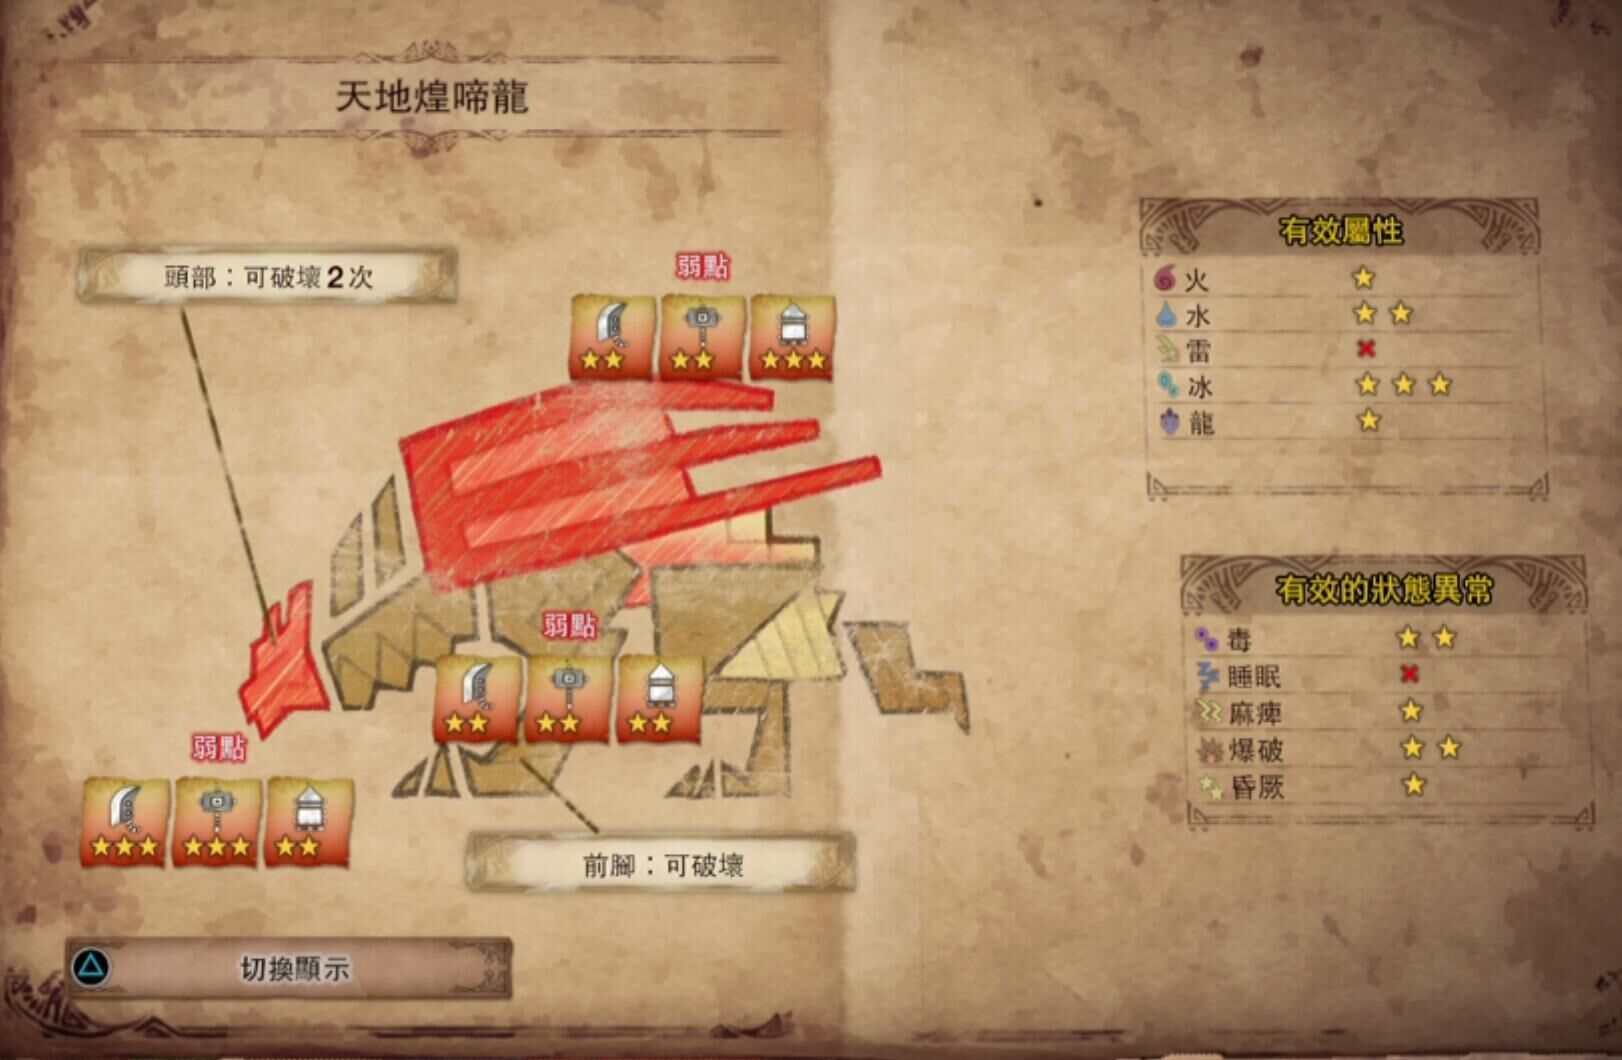 天地煌啼龍
頭部：可破壞2次
弱點
弱點
弱點
前腳：可破壞
切換顯示
有效屬性
火
水
雷
冰
龍
有效的狀態異常
毒
睡眠
麻痺
爆破
昏厥